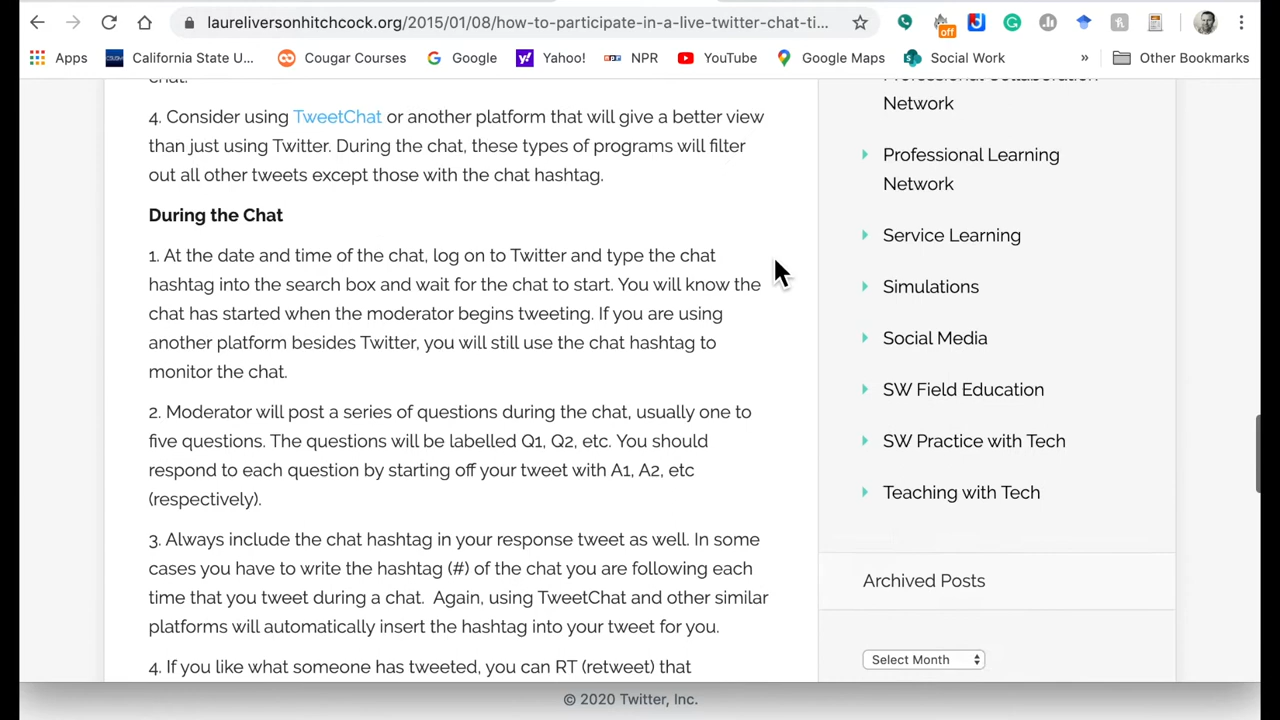 laureliversonhitchcock.org/2015/01/08/how-to-participate-in-a-live-twitter-chat-ti...
off
Apps
California State U...
Cougar Courses
Google
Yahoo!
NPR
YouTube
Google Maps
Social Work
»
Other Bookmarks
chat.
4. Consider using TweetChat or another platform that will give a better view
than just using Twitter. During the chat, these types of programs will filter
out all other tweets except those with the chat hashtag.
During the Chat
1. At the date and time of the chat, log on to Twitter and type the chat
hashtag into the search box and wait for the chat to start. You will know the
chat has started when the moderator begins tweeting. If you are using
another platform besides Twitter, you will still use the chat hashtag to
monitor the chat.
2. Moderator will post a series of questions during the chat, usually one to
five questions. The questions will be labelled Q1, Q2, etc. You should
respond to each question by starting off your tweet with A1, A2, etc
(respectively).
3. Always include the chat hashtag in your response tweet as well. In some
cases you have to write the hashtag (#) of the chat you are following each
time that you tweet during a chat.  Again, using TweetChat and other similar
platforms will automatically insert the hashtag into your tweet for you.
4. If you like what someone has tweeted, you can RT (retweet) that
Professional Collaboration
Network
Professional Learning
Network
Service Learning
Simulations
Social Media
SW Field Education
SW Practice with Tech
Teaching with Tech
Archived Posts
Select Month
© 2020 Twitter, Inc.